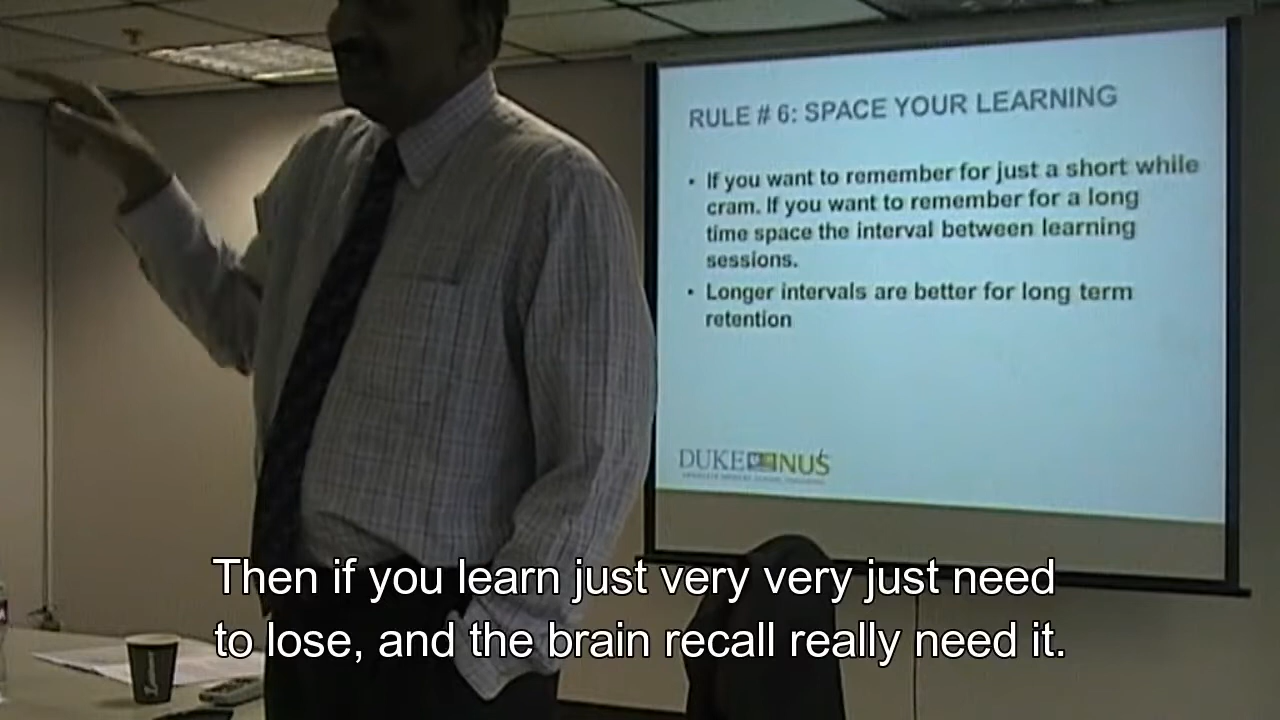 RULE # 6: SPACE YOUR LEARNING
• If you want to remember for just a short while
cram. If you want to remember for a long
time space the interval between learning
sessions.
• Longer intervals are better for long term
retention
DUKE NUS
Then if you learn just very very just need
to lose, and the brain recall really need it.